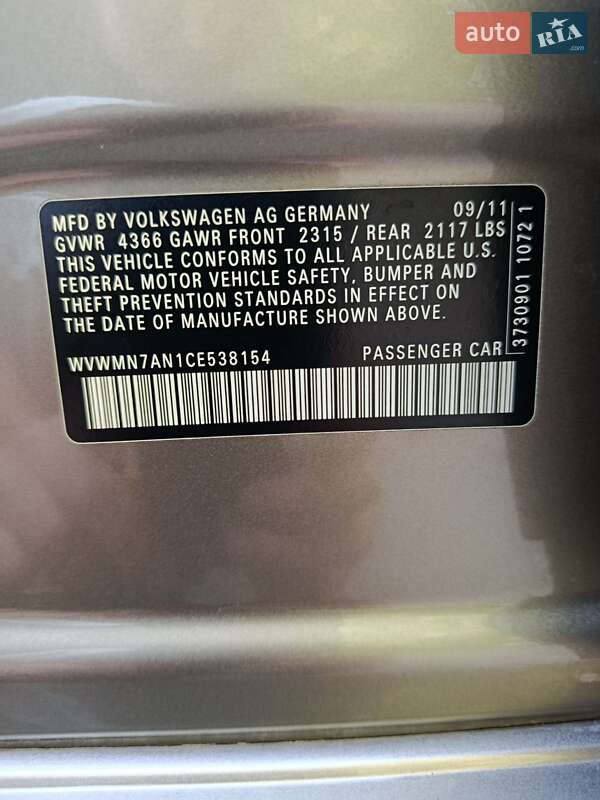 auto RIA .com
MFD BY VOLKSWAGEN AG GERMANY 09/11
GVWR 4366 GAWR FRONT 2315 / REAR 2117 LBS
THIS VEHICLE CONFORMS TO ALL APPLICABLE U.S.
FEDERAL MOTOR VEHICLE SAFETY, BUMPER AND
THEFT PREVENTION STANDARDS IN EFFECT ON
THE DATE OF MANUFACTURE SHOWN ABOVE.
WVWMN7AN1CE538154 PASSENGER CAR
3730901 1072 1